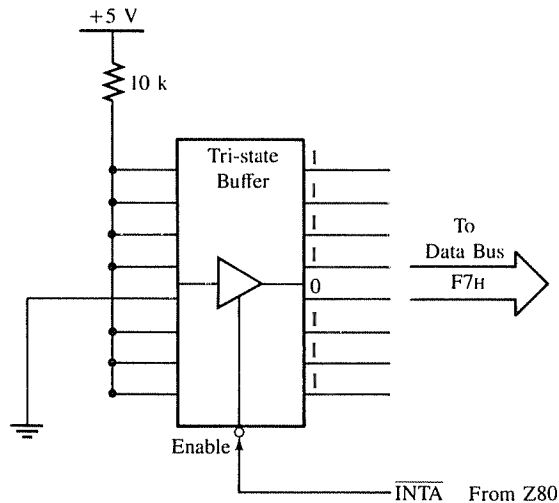 +5 V
10 k
Tri-state
Buffer
1
1
1
1
0
1
1
1
To
Data Bus
F7H
Enable
INTA From Z80